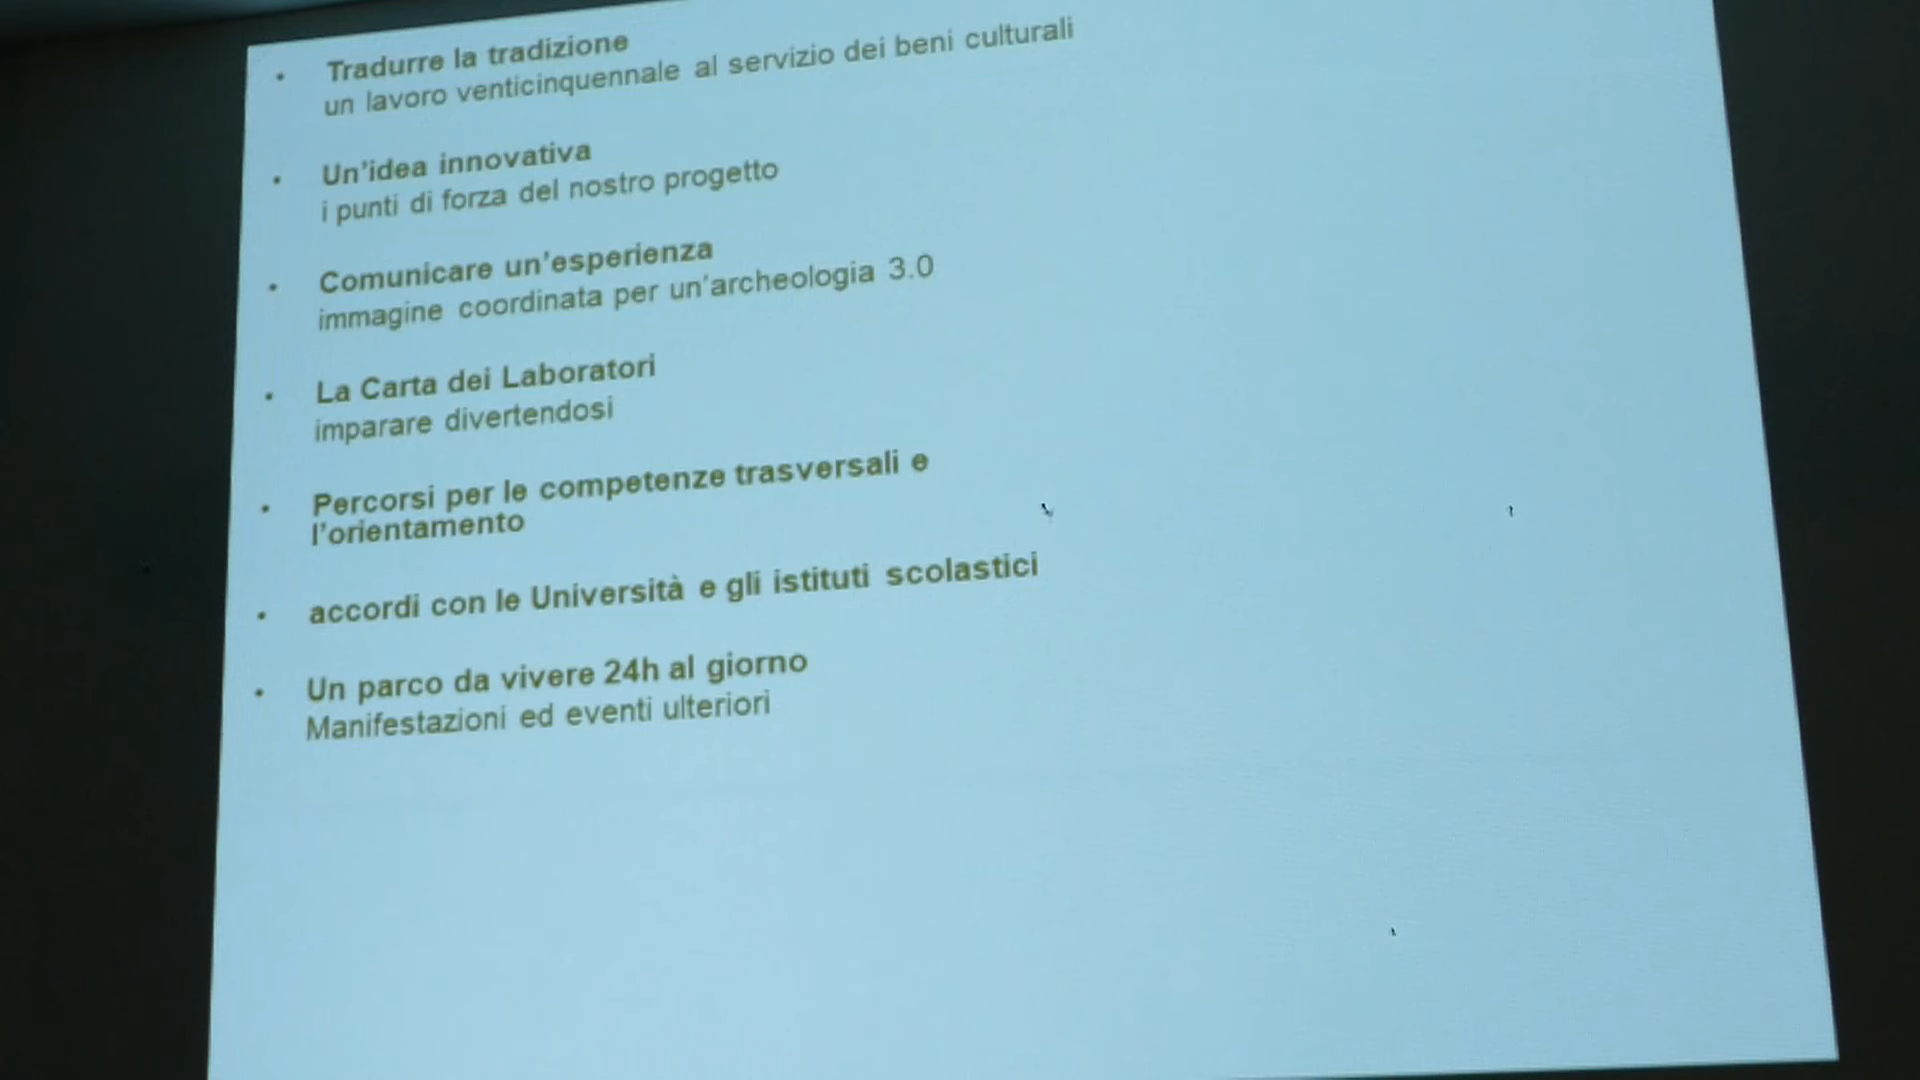 • Tradurre la tradizione
un lavoro venticinquennale al servizio dei beni culturali
• Un'idea innovativa
i punti di forza del nostro progetto
• Comunicare un'esperienza
immagine coordinata per un'archeologia 3.0
• La Carta dei Laboratori
imparare divertendosi
• Percorsi per le competenze trasversali e
l'orientamento
• accordi con le Università e gli istituti scolastici
• Un parco da vivere 24h al giorno
Manifestazioni ed eventi ulteriori